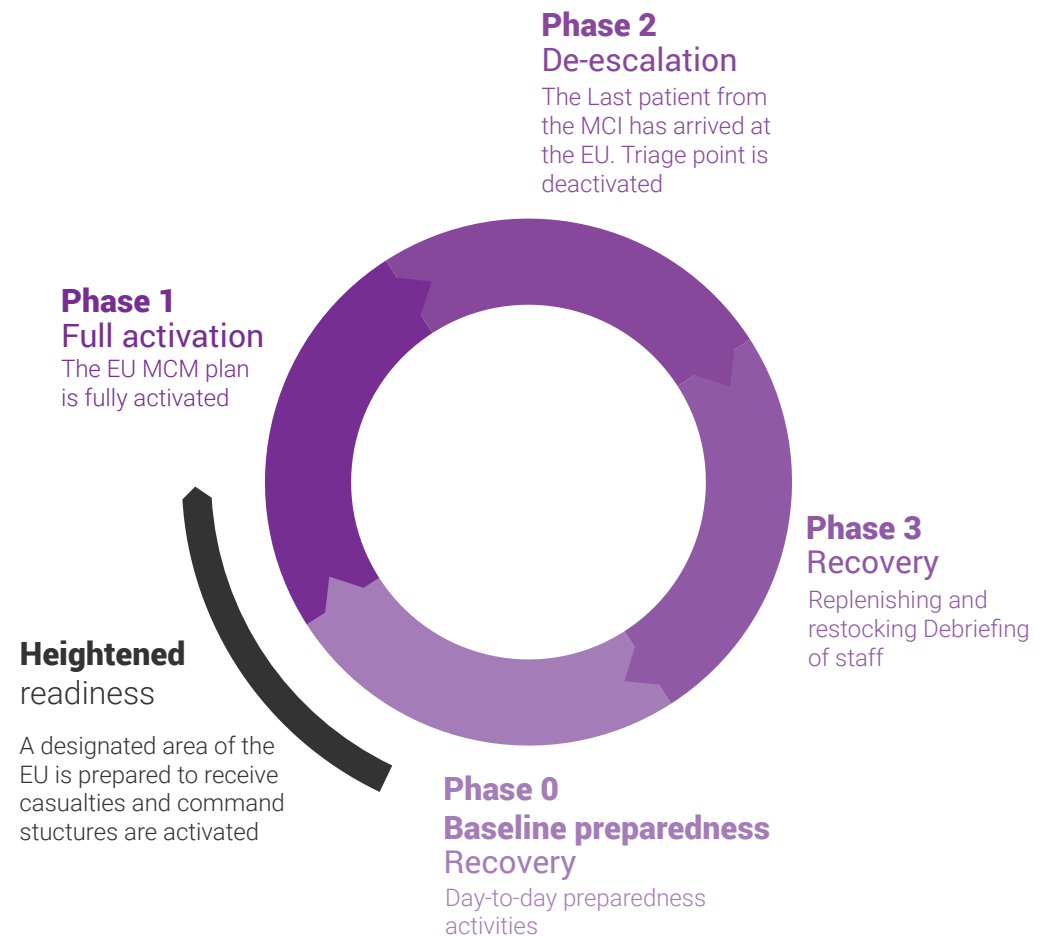 Phase 2
De-escalation
The Last patient from
the MCI has arrived at
the EU. Triage point is
deactivated
Phase 1
Full activation
The EU MCM plan
is fully activated
Phase 3
Recovery
Replenishing and
restocking Debriefing
of staff
Heightened
readiness
A designated area of the
EU is prepared to receive
casualties and command
stuctures are activated
Phase 0
Baseline preparedness
Recovery
Day-to-day preparedness
activities